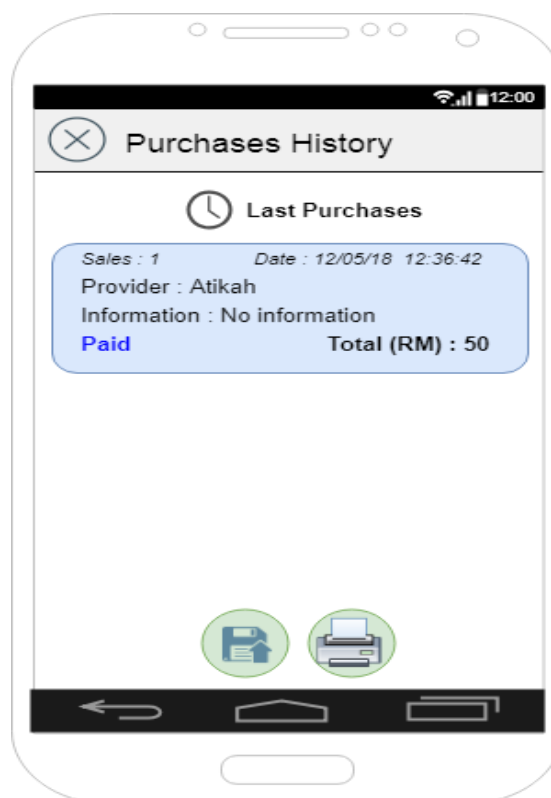 12:00
Purchases History
Last Purchases
Sales : 1 Date : 12/05/18 12:36:42
Provider : Atikah
Information : No information
Paid Total (RM) : 50